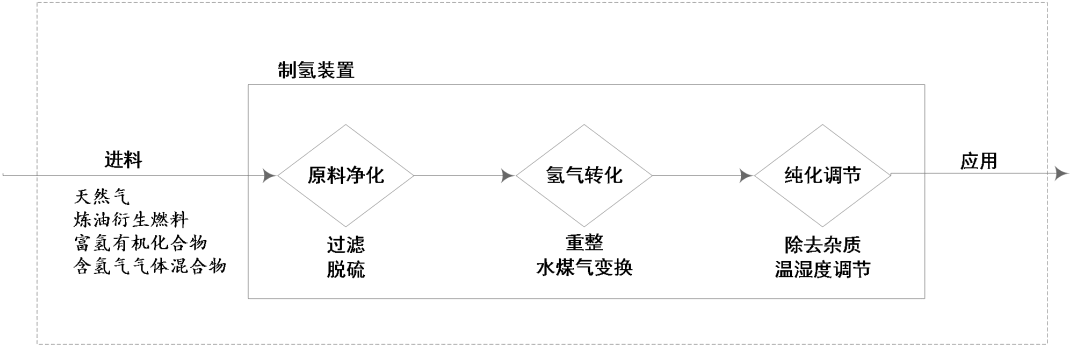 制氢装置
进料
天然气
炼油衍生燃料
富氢有机化合物
含氢气气体混合物
原料净化
过滤
脱硫
氢气转化
重整
水煤气变换
纯化调节
除去杂质
温湿度调节
应用